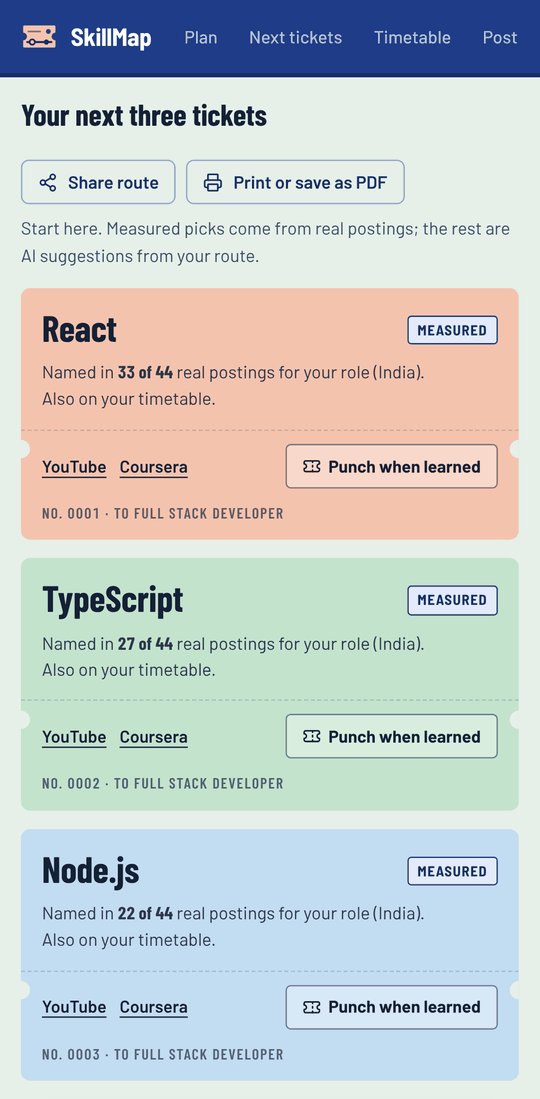 SkillMap Plan Next tickets Timetable Post
Your next three tickets
Share route Print or save as PDF
Start here. Measured picks come from real postings; the rest are
AI suggestions from your route.
React MEASURED
Named in 33 of 44 real postings for your role (India).
Also on your timetable.
YouTube Coursera Punch when learned
NO. 0001 · TO FULL STACK DEVELOPER
TypeScript MEASURED
Named in 27 of 44 real postings for your role (India).
Also on your timetable.
YouTube Coursera Punch when learned
NO. 0002 · TO FULL STACK DEVELOPER
Node.js MEASURED
Named in 22 of 44 real postings for your role (India).
Also on your timetable.
YouTube Coursera Punch when learned
NO. 0003 · TO FULL STACK DEVELOPER